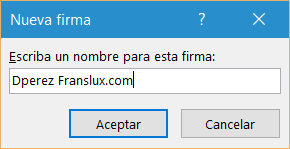 Nueva firma
?
Escriba un nombre para esta firma:
Dperez Franslux.com
Aceptar
Cancelar